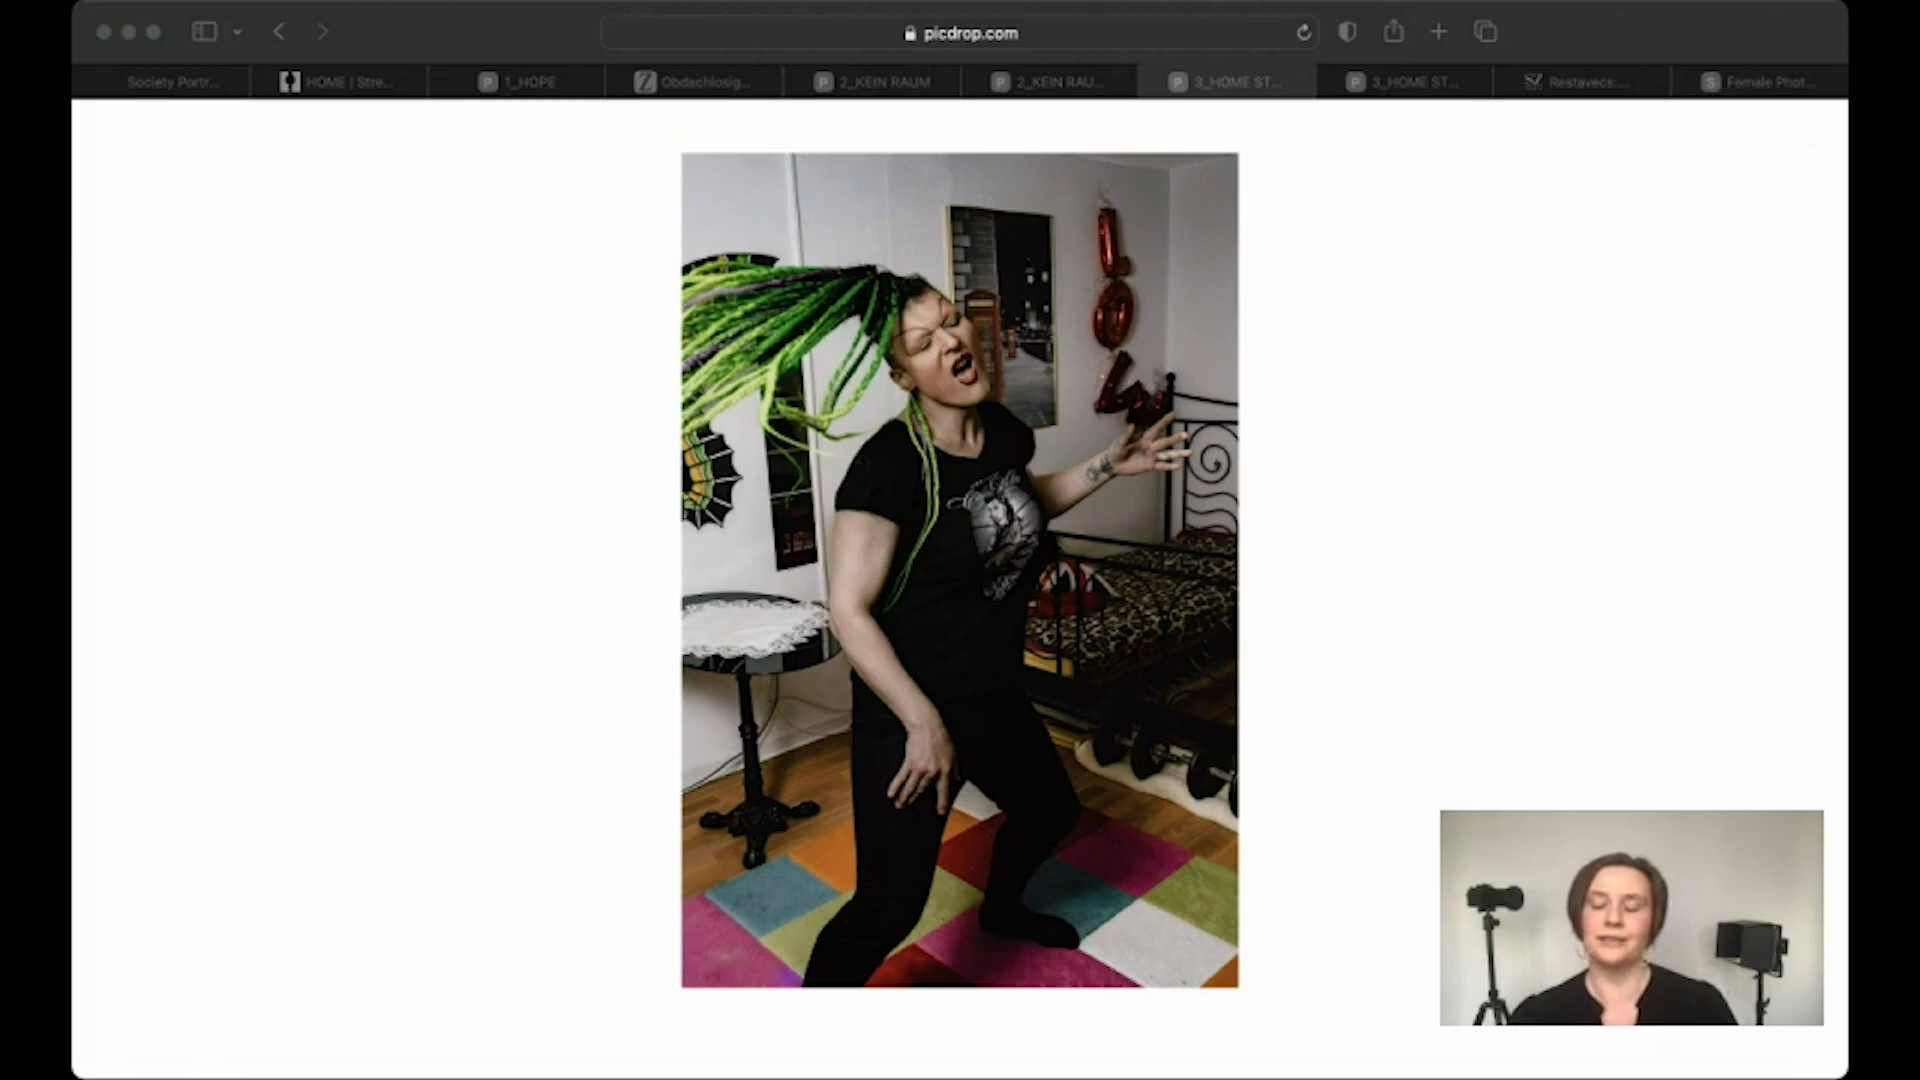 picdrop.com
Society Portr...
HOME | Stre...
1_HOPE
Obdachlosig...
2_KEIN RAUM
2_KEIN RAU...
3_HOME ST...
3_HOME ST...
Restavecs:...
Female Phot...
L
O
V